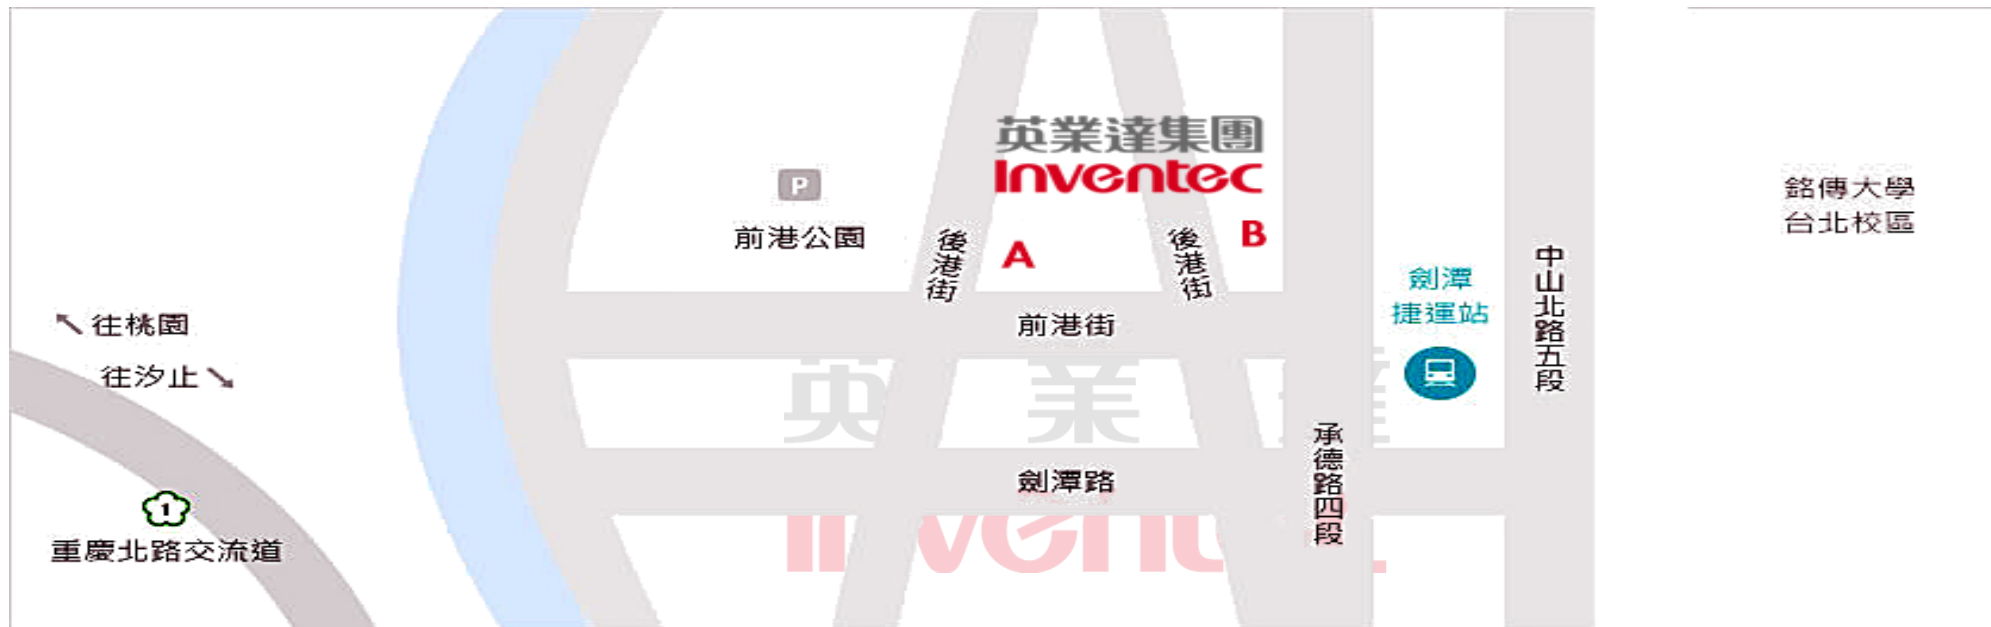 英業達集團
Inventec
P
前港公園
後港街
A
後港街
B
銘傳大學
台北校區
中山北路五段
劍潭
捷運站
往桃園
往汐止
前港街
英業達
承德路四段
劍潭路
Inventec
1
重慶北路交流道